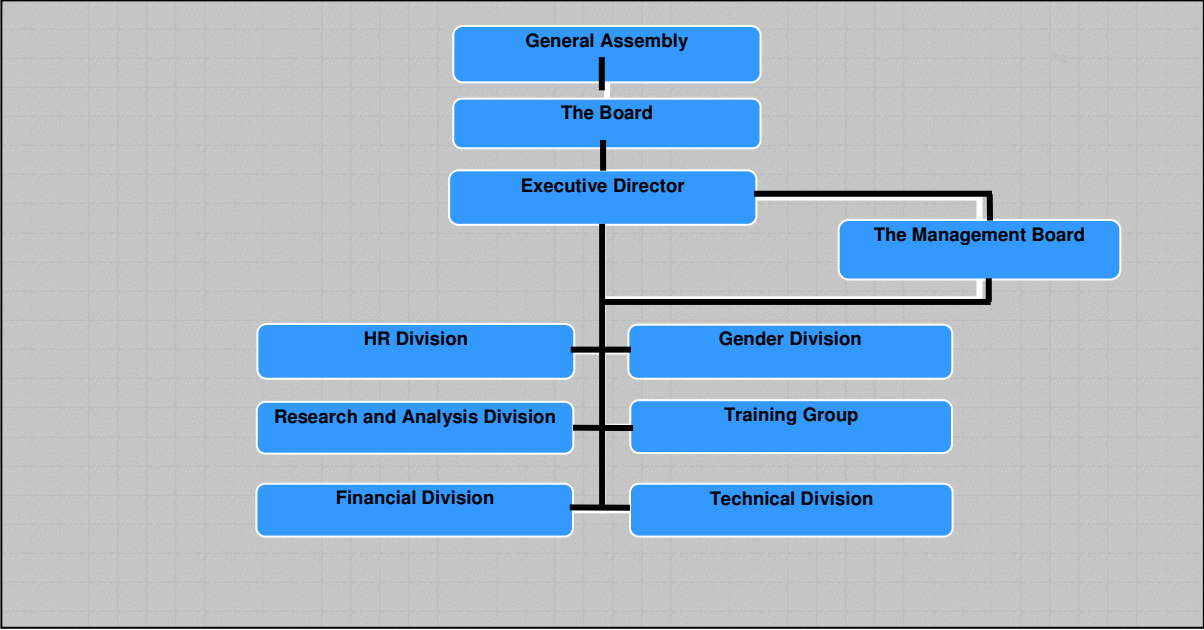 General Assembly
The Board
Executive Director
The Management Board
HR Division
Gender Division
Research and Analysis Division
Training Group
Financial Division
Technical Division